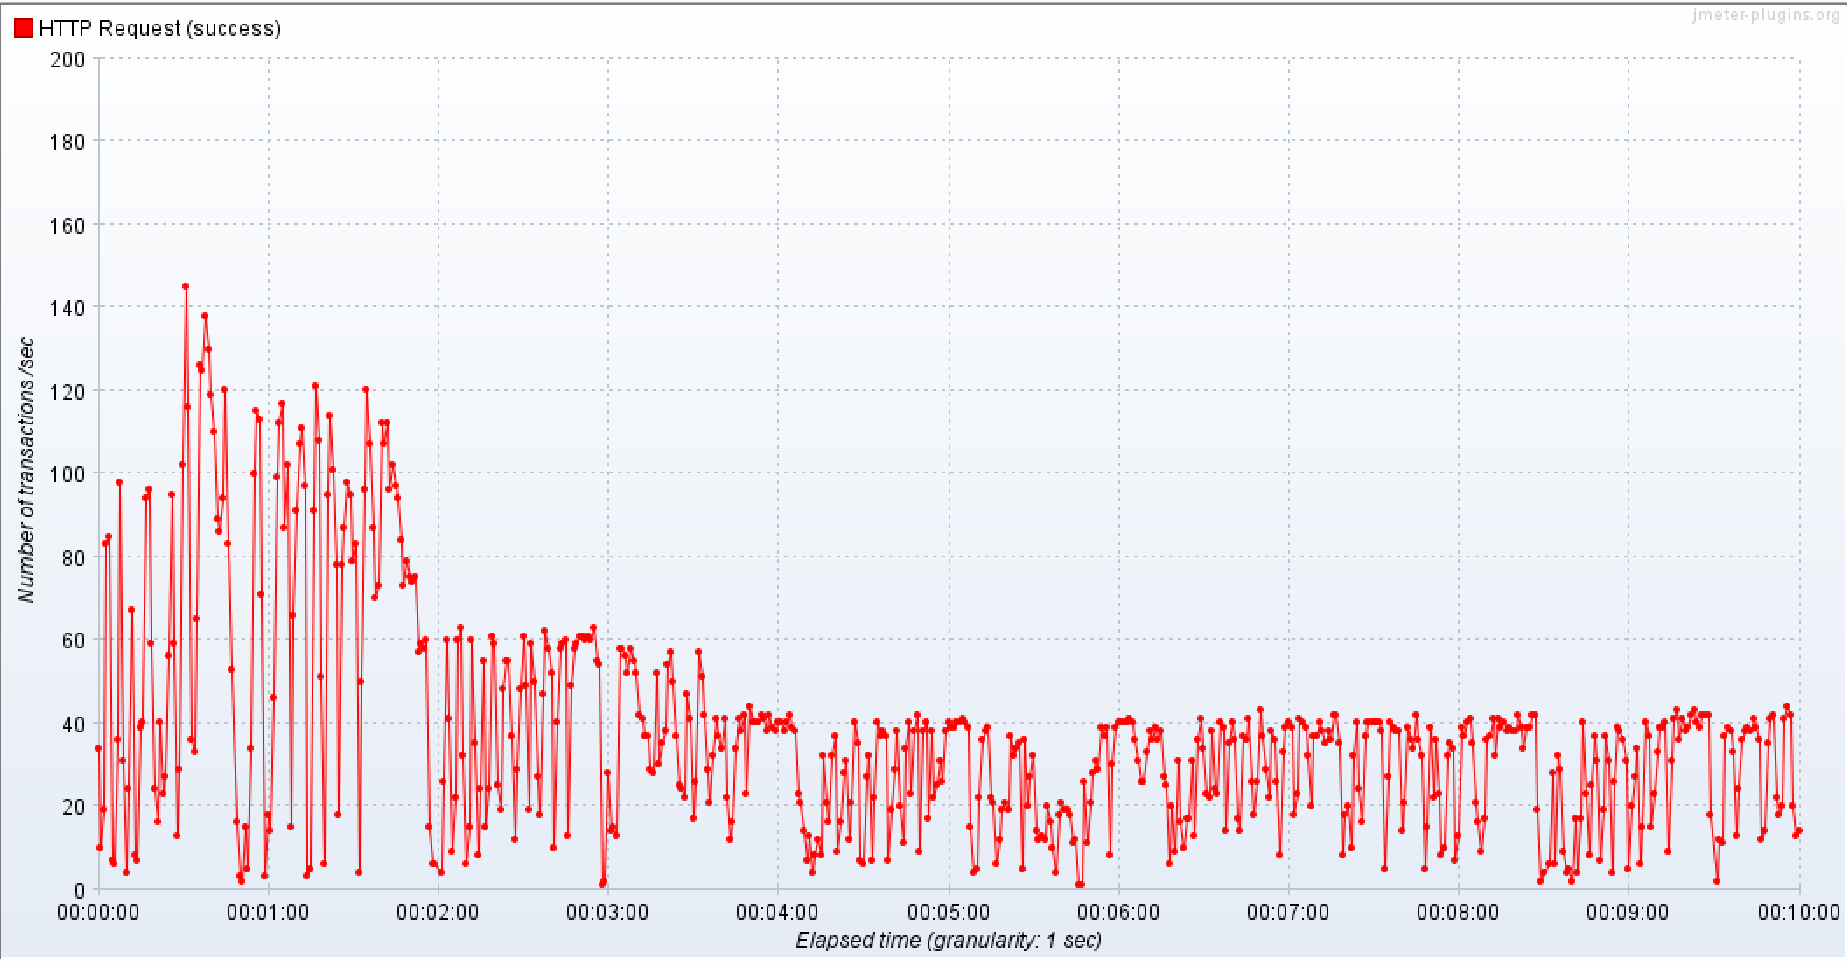 jmeter-plugins.org
HTTP Request (success)
200
180
160
140
120
100
80
60
40
20
0
Number of transactions /sec
00:00:00 00:01:00 00:02:00 00:03:00 00:04:00 00:05:00 00:06:00 00:07:00 00:08:00 00:09:00 00:10:00
Elapsed time (granularity: 1 sec)